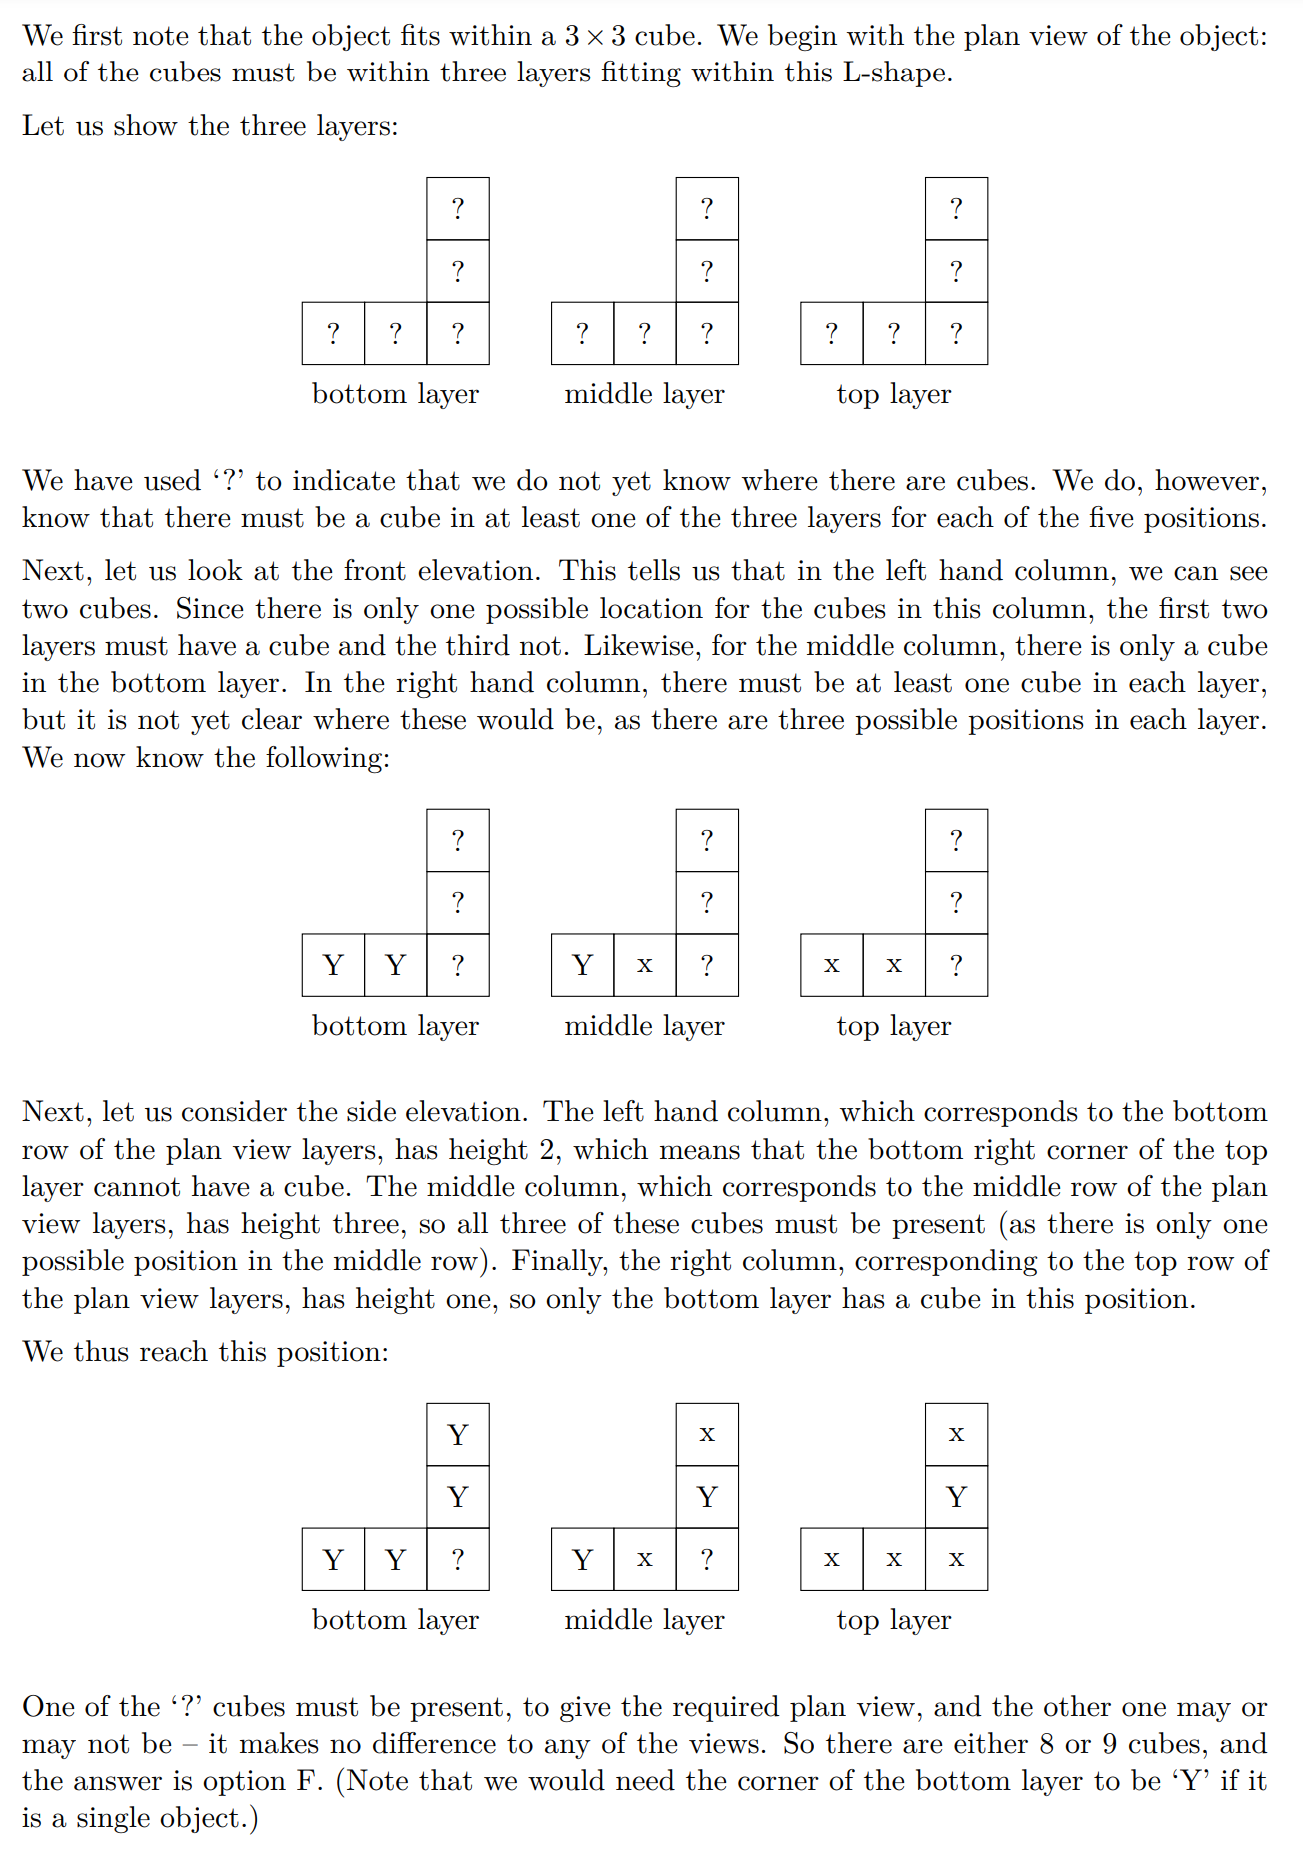 We first note that the object fits within a 3 × 3 cube. We begin with the plan view of the object:
all of the cubes must be within three layers fitting within this L-shape.
Let us show the three layers:
? ? ?
? ? ?
? ? ? ? ? ? ? ? ?
bottom layer middle layer top layer
We have used ‘?’ to indicate that we do not yet know where there are cubes. We do, however,
know that there must be a cube in at least one of the three layers for each of the five positions.
Next, let us look at the front elevation. This tells us that in the left hand column, we can see
two cubes. Since there is only one possible location for the cubes in this column, the first two
layers must have a cube and the third not. Likewise, for the middle column, there is only a cube
in the bottom layer. In the right hand column, there must be at least one cube in each layer,
but it is not yet clear where these would be, as there are three possible positions in each layer.
We now know the following:
? ? ?
? ? ?
Y Y ? Y x ? x x ?
bottom layer middle layer top layer
Next, let us consider the side elevation. The left hand column, which corresponds to the bottom
row of the plan view layers, has height 2, which means that the bottom right corner of the top
layer cannot have a cube. The middle column, which corresponds to the middle row of the plan
view layers, has height three, so all three of these cubes must be present (as there is only one
possible position in the middle row). Finally, the right column, corresponding to the top row of
the plan view layers, has height one, so only the bottom layer has a cube in this position.
We thus reach this position:
Y x x
Y Y Y
Y Y ? Y x ? x x x
bottom layer middle layer top layer
One of the ‘?’ cubes must be present, to give the required plan view, and the other one may or
may not be – it makes no difference to any of the views. So there are either 8 or 9 cubes, and
the answer is option F. (Note that we would need the corner of the bottom layer to be ‘Y’ if it
is a single object.)